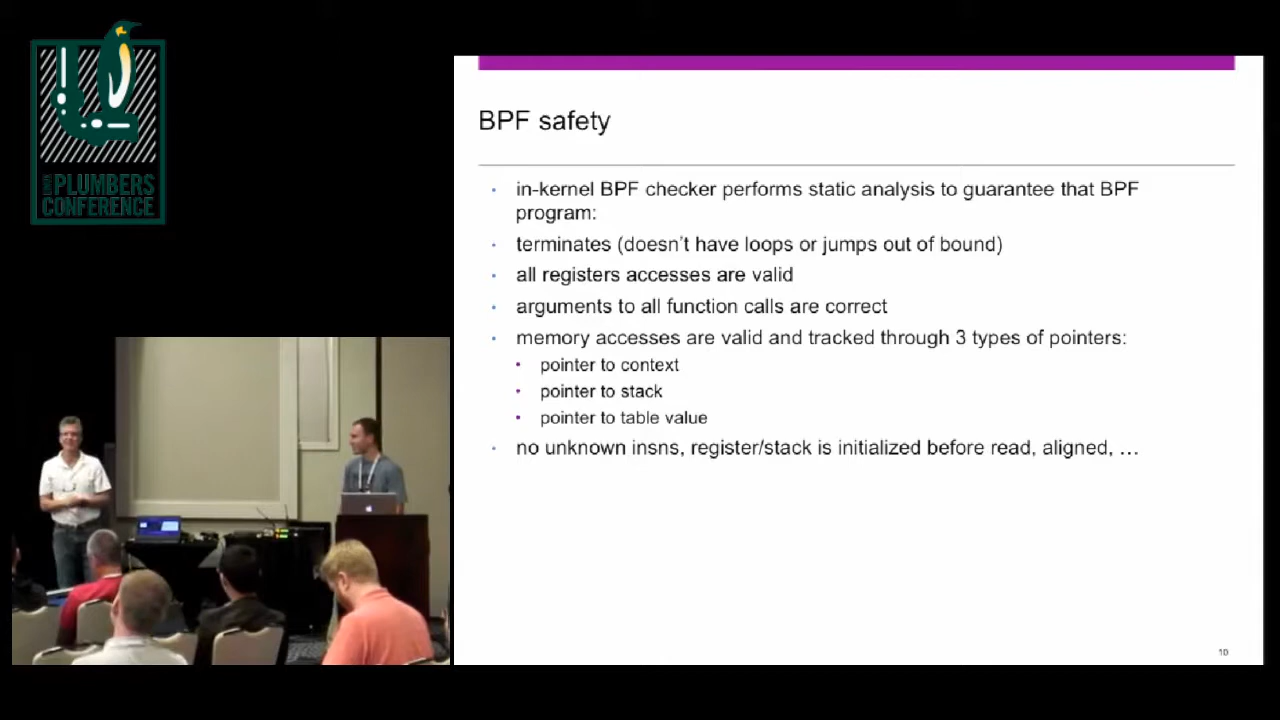 LINUX
PLUMBERS
CONFERENCE
BPF safety
in-kernel BPF checker performs static analysis to guarantee that BPF
program:
terminates (doesn't have loops or jumps out of bound)
all registers accesses are valid
arguments to all function calls are correct
memory accesses are valid and tracked through 3 types of pointers:
pointer to context
pointer to stack
pointer to table value
no unknown insns, register/stack is initialized before read, aligned, …
10